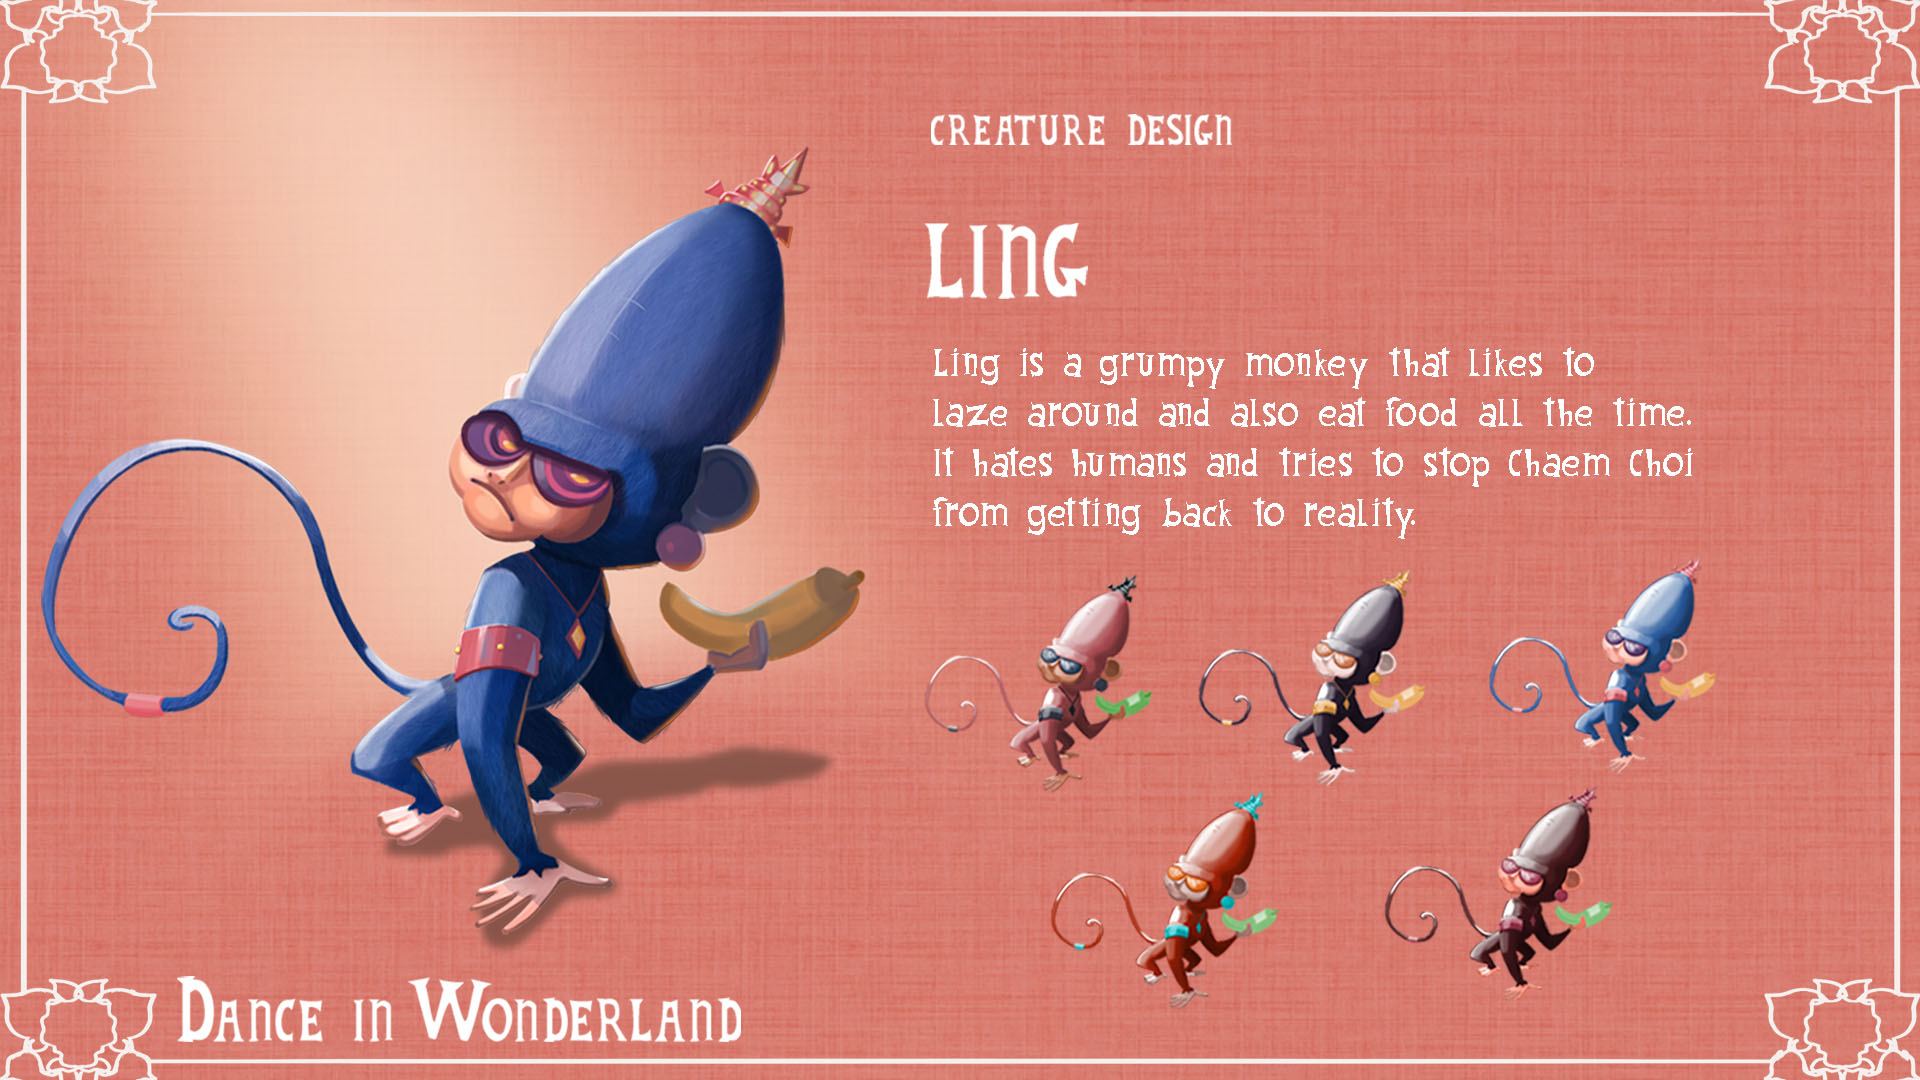 CREATURE DESIGN
LING
Ling is a grumpy monkey that likes to
laze around and also eat food all the time.
It hates humans and tries to stop Chaem Choi
from getting back to reality.
DANCE IN WONDERLAND